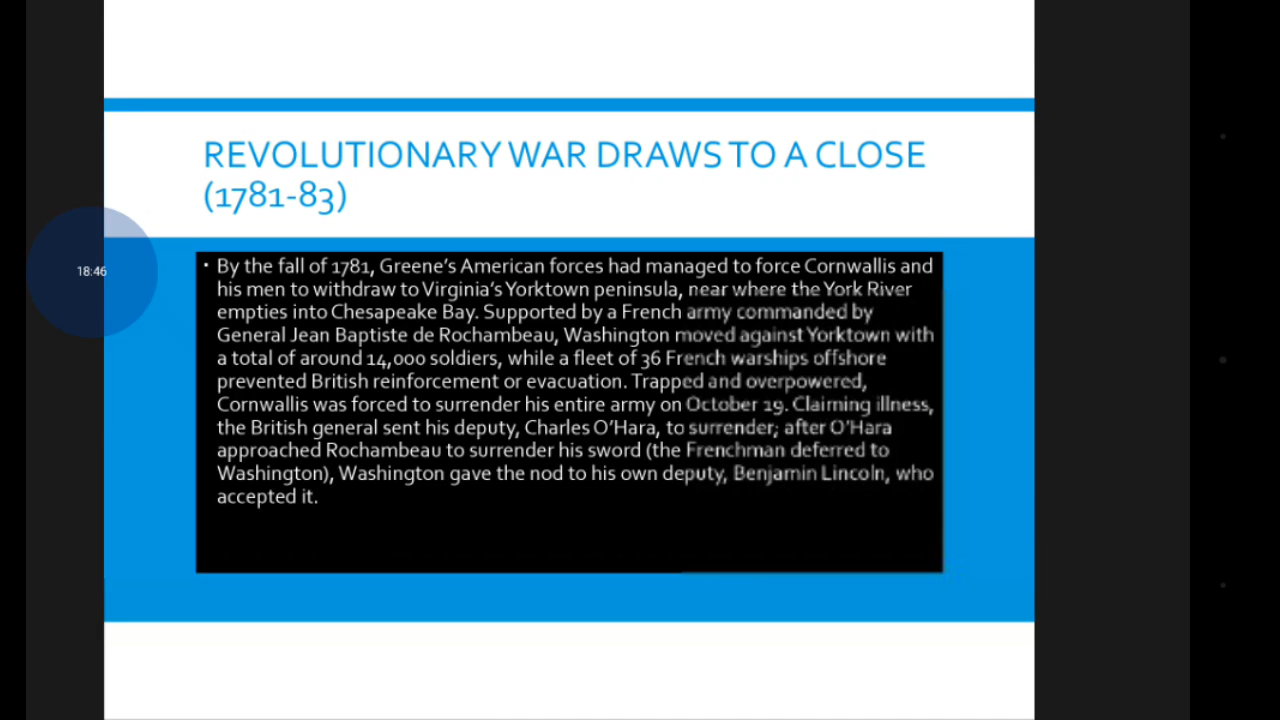 REVOLUTIONARY WAR DRAWS TO A CLOSE
(1781-83)
18:46
• By the fall of 1781, Greene’s American forces had managed to force Cornwallis and
his men to withdraw to Virginia’s Yorktown peninsula, near where the York River
empties into Chesapeake Bay. Supported by a French army commanded by
General Jean Baptiste de Rochambeau, Washington moved against Yorktown with
a total of around 14,000 soldiers, while a fleet of 36 French warships offshore
prevented British reinforcement or evacuation. Trapped and overpowered,
Cornwallis was forced to surrender his entire army on October 19. Claiming illness,
the British general sent his deputy, Charles O’Hara, to surrender; after O’Hara
approached Rochambeau to surrender his sword (the Frenchman deferred to
Washington), Washington gave the nod to his own deputy, Benjamin Lincoln, who
accepted it.